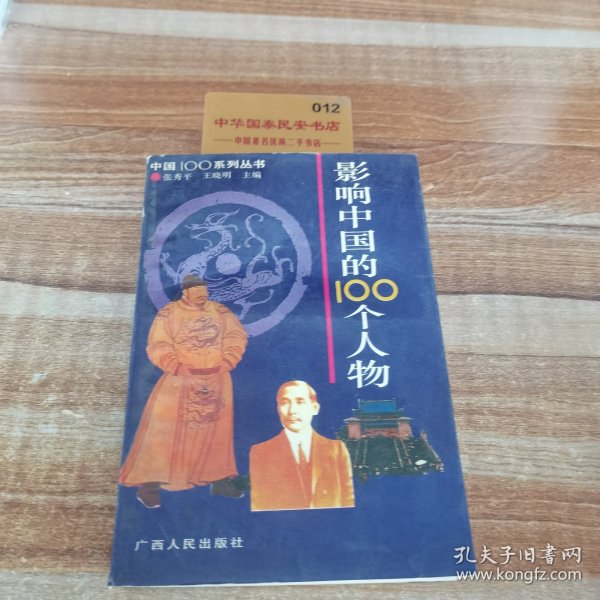 012
中华国泰民安书店
中国著名优质二手书店
中国100系列丛书
张秀平 王晓明 主编
影响中国的100个人物
广西人民出版社
孔夫子旧书网
www.kongfz.com